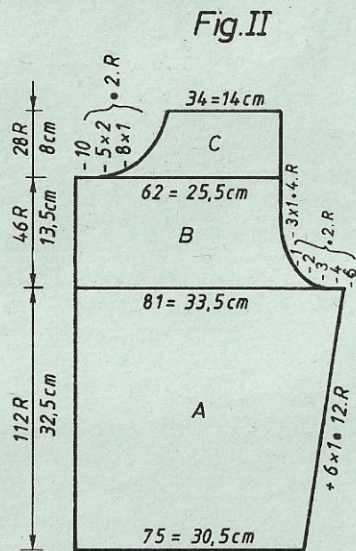 Fig.II
34=14cm
-10
-5x2
-8x1
•2.R
28R
8cm
C
62 = 25,5cm
46R
13,5cm
B
-3x1•4.R
-1
-2
-3
-4
-6
•2.R
81 = 33,5cm
112R
32,5cm
A
+6x1•12.R
75 = 30,5cm